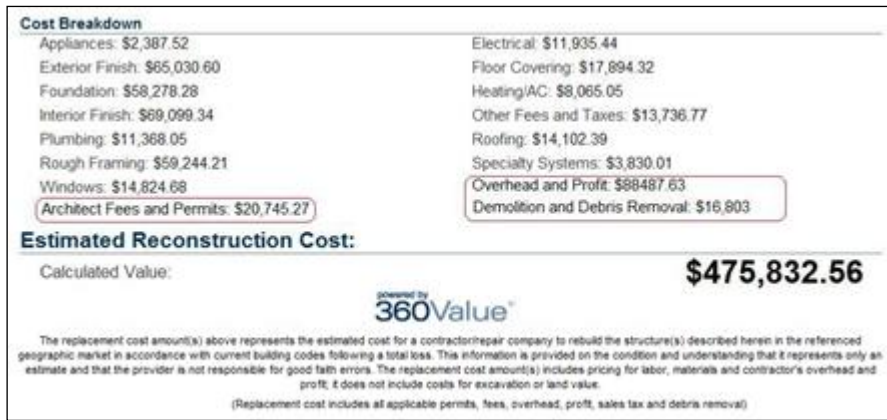 Cost Breakdown
Appliances: $2,387.52
Exterior Finish: $65,030.60
Foundation: $58,278.28
Interior Finish: $69,099.34
Plumbing: $11,368.05
Rough Framing: $59,244.21
Windows: $14,824.68
Architect Fees and Permits: $20,745.27
Electrical: $11,935.44
Floor Covering: $17,894.32
Heating/AC: $8,065.05
Other Fees and Taxes: $13,736.77
Roofing: $14,102.39
Specialty Systems: $3,830.01
Overhead and Profit: $88487.63
Demolition and Debris Removal: $16,803
Estimated Reconstruction Cost:
Calculated Value: $475,832.56
powered by
360Value®
The replacement cost amount(s) above represents the estimated cost for a contractor/repair company to rebuild the structure(s) described herein in the referenced
geographic market in accordance with current building codes following a total loss. This information is provided on the condition and understanding that it represents only an
estimate and that the provider is not responsible for good faith errors. The replacement cost amount(s) includes pricing for labor, materials and contractor's overhead and
profit; it does not include costs for excavation or land value.
(Replacement cost includes all applicable permits, fees, overhead, profit, sales tax and debris removal)